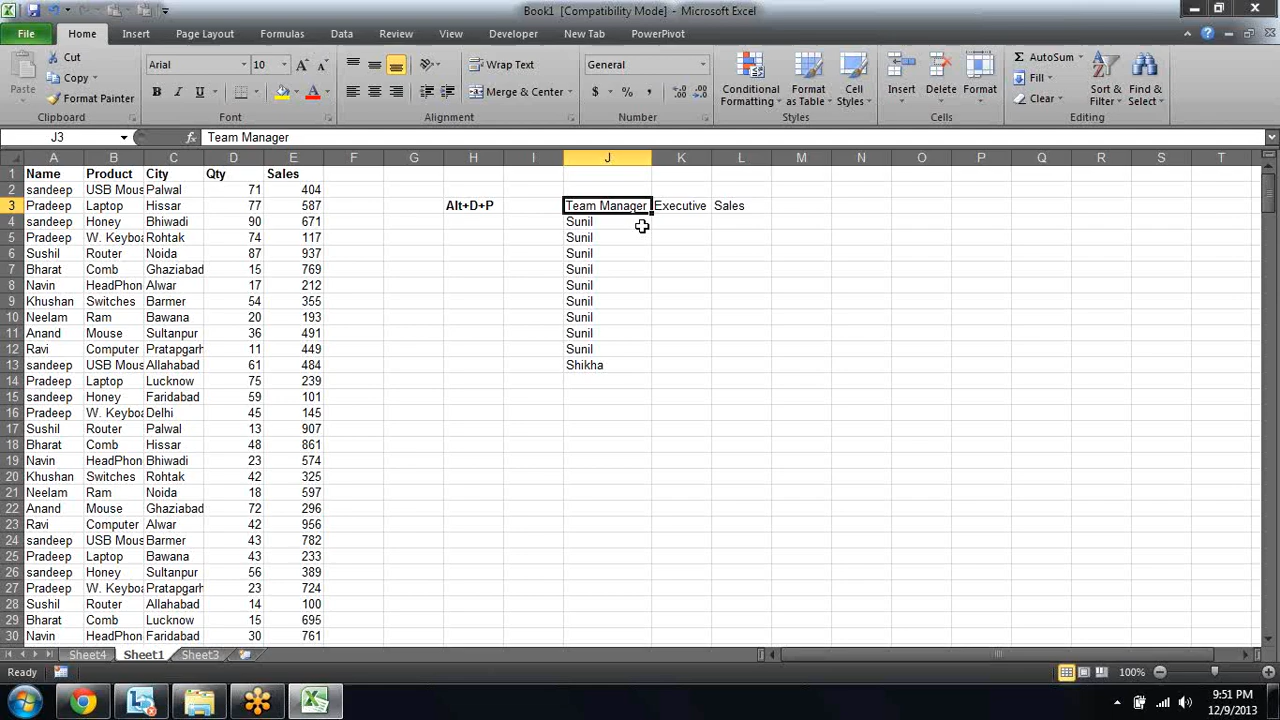 Book1 [Compatibility Mode] - Microsoft Excel
File Home Insert Page Layout Formulas Data Review View Developer New Tab PowerPivot
Paste Cut Copy Format Painter Clipboard
Arial 10 A A B I U A Font
Wrap Text Merge & Center Alignment
General $ % , Number
Conditional Formatting Format as Table Cell Styles Styles
Insert Delete Format Cells
Σ AutoSum Fill Clear Sort & Filter Find & Select Editing
J3 fx Team Manager
A B C D E F G H I J K L M N O P Q R S T
1 Name Product City Qty Sales
2 sandeep USB Mous Palwal 71 404
3 Pradeep Laptop Hissar 77 587 Alt+D+P Team Manager Executive Sales
4 sandeep Honey Bhiwadi 90 671 Sunil
5 Pradeep W. Keyboa Rohtak 74 117 Sunil
6 Sushil Router Noida 87 937 Sunil
7 Bharat Comb Ghaziabad 15 769 Sunil
8 Navin HeadPhon Alwar 17 212 Sunil
9 Khushan Switches Barmer 54 355 Sunil
10 Neelam Ram Bawana 20 193 Sunil
11 Anand Mouse Sultanpur 36 491 Sunil
12 Ravi Computer Pratapgarh 11 449 Sunil
13 sandeep USB Mous Allahabad 61 484 Shikha
14 Pradeep Laptop Lucknow 75 239
15 sandeep Honey Faridabad 59 101
16 Pradeep W. Keyboa Delhi 45 145
17 Sushil Router Palwal 13 907
18 Bharat Comb Hissar 48 861
19 Navin HeadPhon Bhiwadi 23 574
20 Khushan Switches Rohtak 42 325
21 Neelam Ram Noida 18 597
22 Anand Mouse Ghaziabad 72 296
23 Ravi Computer Alwar 42 956
24 sandeep USB Mous Barmer 43 782
25 Pradeep Laptop Bawana 43 233
26 sandeep Honey Sultanpur 56 389
27 Pradeep W. Keyboa Pratapgarh 23 724
28 Sushil Router Allahabad 14 100
29 Bharat Comb Lucknow 15 695
30 Navin HeadPhon Faridabad 30 761
Sheet4 Sheet1 Sheet3
Ready 100%
9:51 PM
12/9/2013